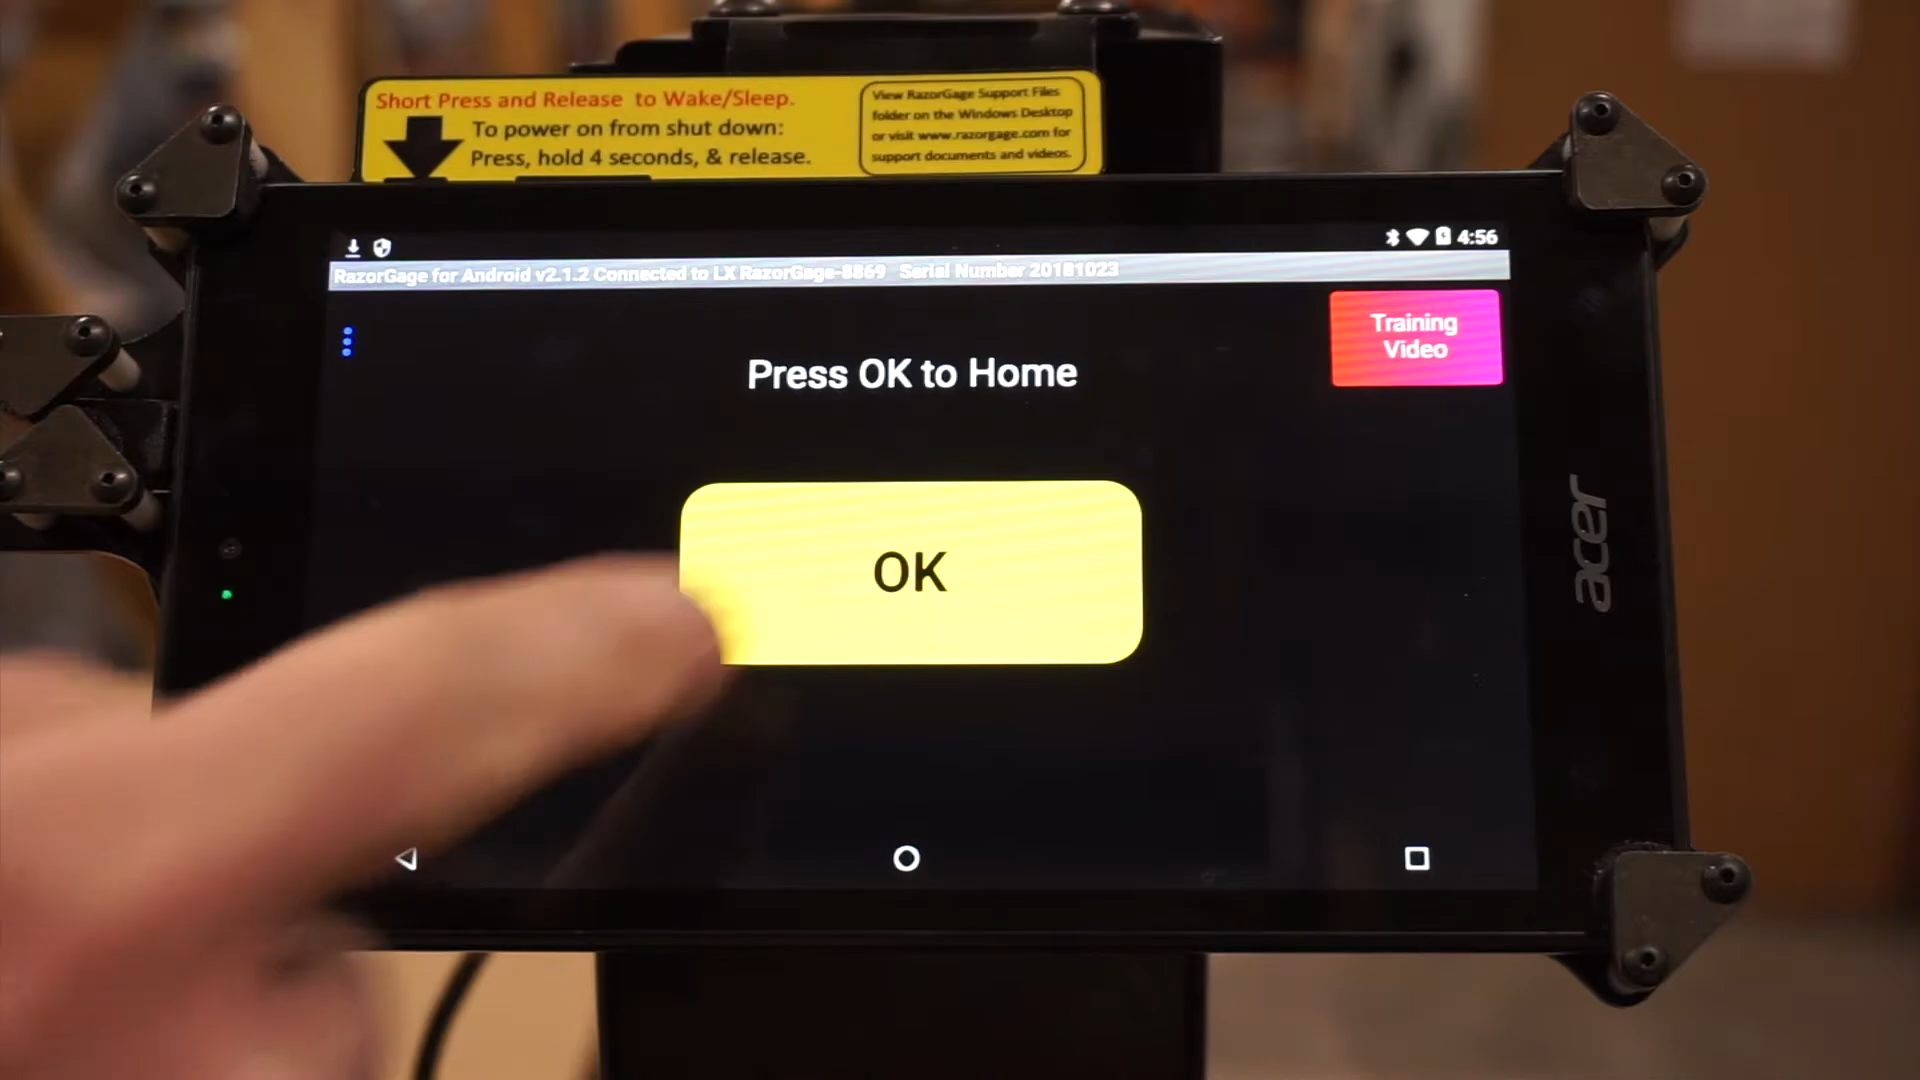 Short Press and Release to Wake/Sleep.
To power on from shut down:
Press, hold 4 seconds, & release.
View RazorGage Support Files
folder on the Windows Desktop
or visit www.razorgage.com for
support documents and videos.
4:56
RazorGage for Android v2.1.2 Connected to LX RazorGage-8869 Serial Number 20181023
Training
Video
Press OK to Home
OK
acer